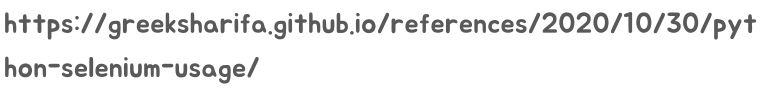 https://greeksharifa.github.io/references/2020/10/30/pyt
hon-selenium-usage/